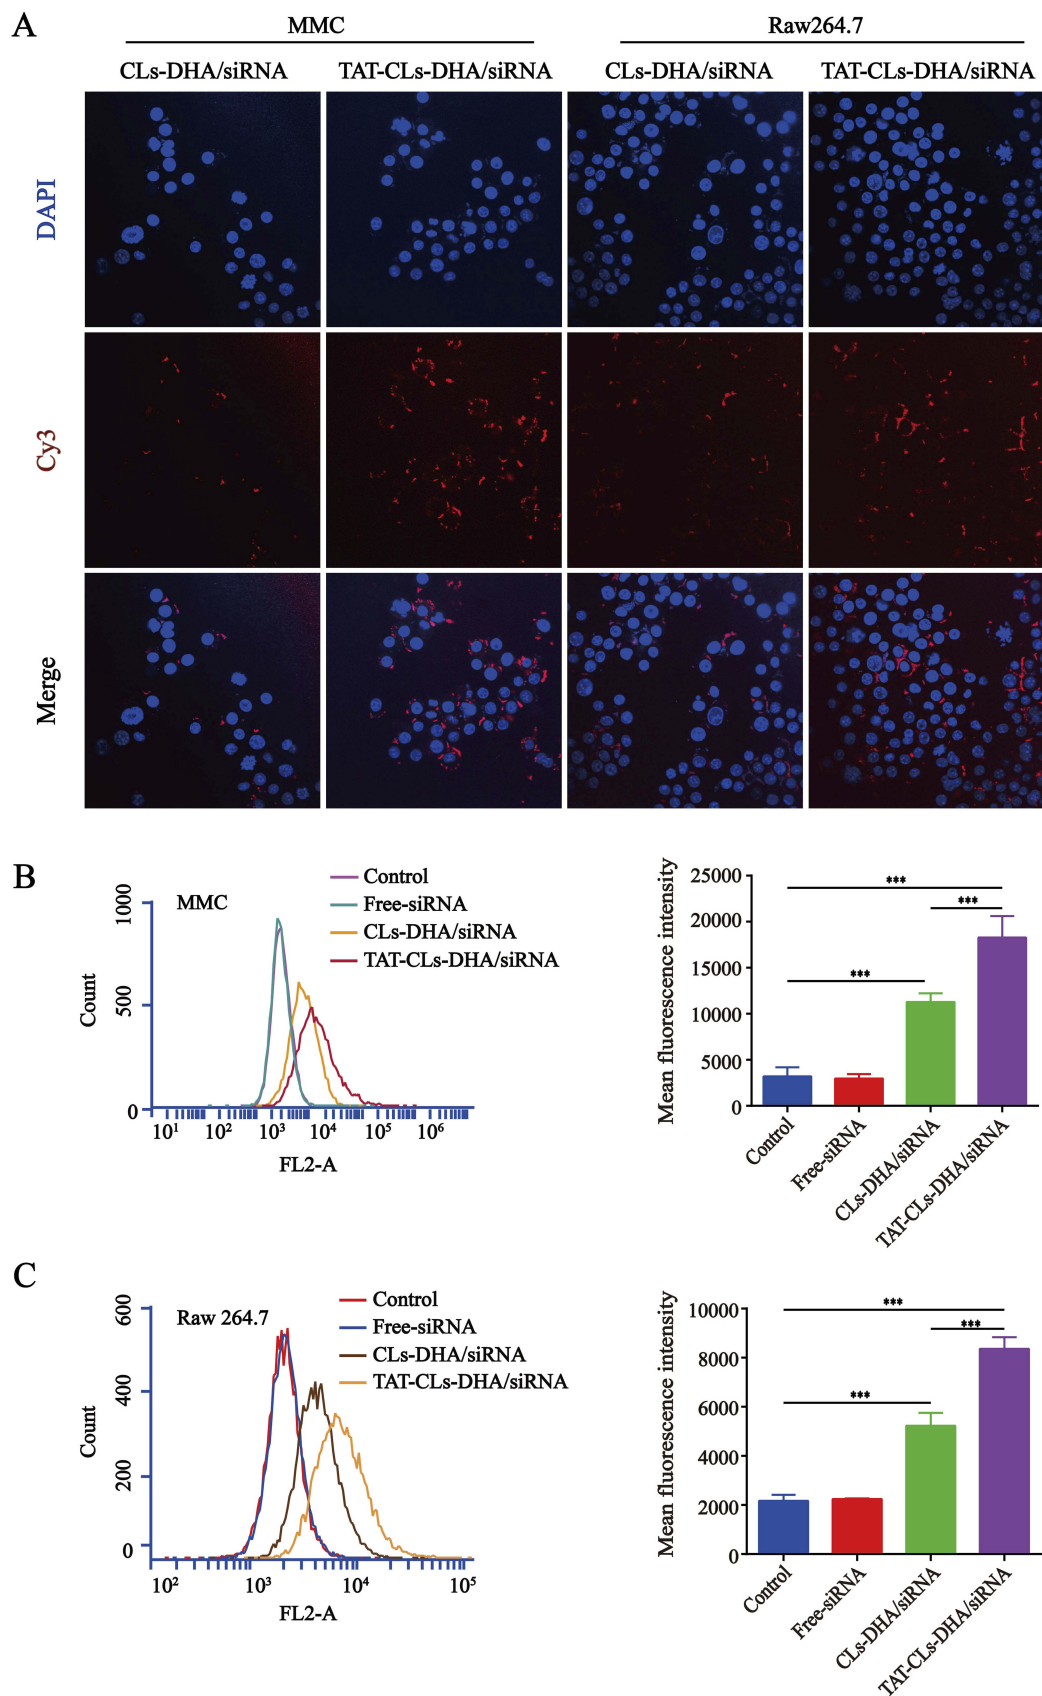 A
MMC
Raw264.7
CLs-DHA/siRNA
TAT-CLs-DHA/siRNA
CLs-DHA/siRNA
TAT-CLs-DHA/siRNA
DAPI
Cy3
Merge
B
MMC
Control
Free-siRNA
CLs-DHA/siRNA
TAT-CLs-DHA/siRNA
Count
1000
500
0
10¹ 10² 10³ 10⁴ 10⁵ 10⁶
FL2-A
Mean fluorescence intensity
25000
20000
15000
10000
5000
0
***
***
***
Control
Free-siRNA
CLs-DHA/siRNA
TAT-CLs-DHA/siRNA
C
Raw 264.7
Control
Free-siRNA
CLs-DHA/siRNA
TAT-CLs-DHA/siRNA
Count
600
400
200
0
10² 10³ 10⁴ 10⁵
FL2-A
Mean fluorescence intensity
10000
8000
6000
4000
2000
0
***
***
***
Control
Free-siRNA
CLs-DHA/siRNA
TAT-CLs-DHA/siRNA